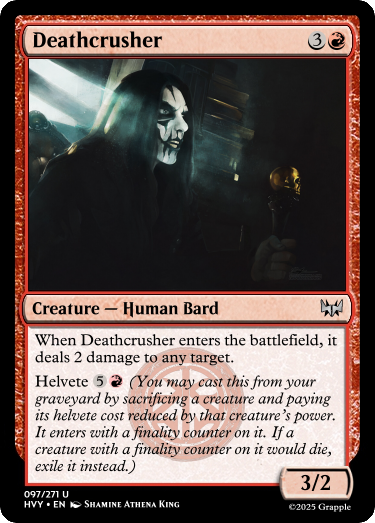 Deathcrusher 3
Creature — Human Bard
When Deathcrusher enters the battlefield, it
deals 2 damage to any target.
Helvete 5 (You may cast this from your
graveyard by sacrificing a creature and paying
its helvete cost reduced by that creature's power.
It enters with a finality counter on it. If a
creature with a finality counter on it would die,
exile it instead.)
3/2
097/271 U
HVY • EN Shamine Athena King
©2025 Grapple